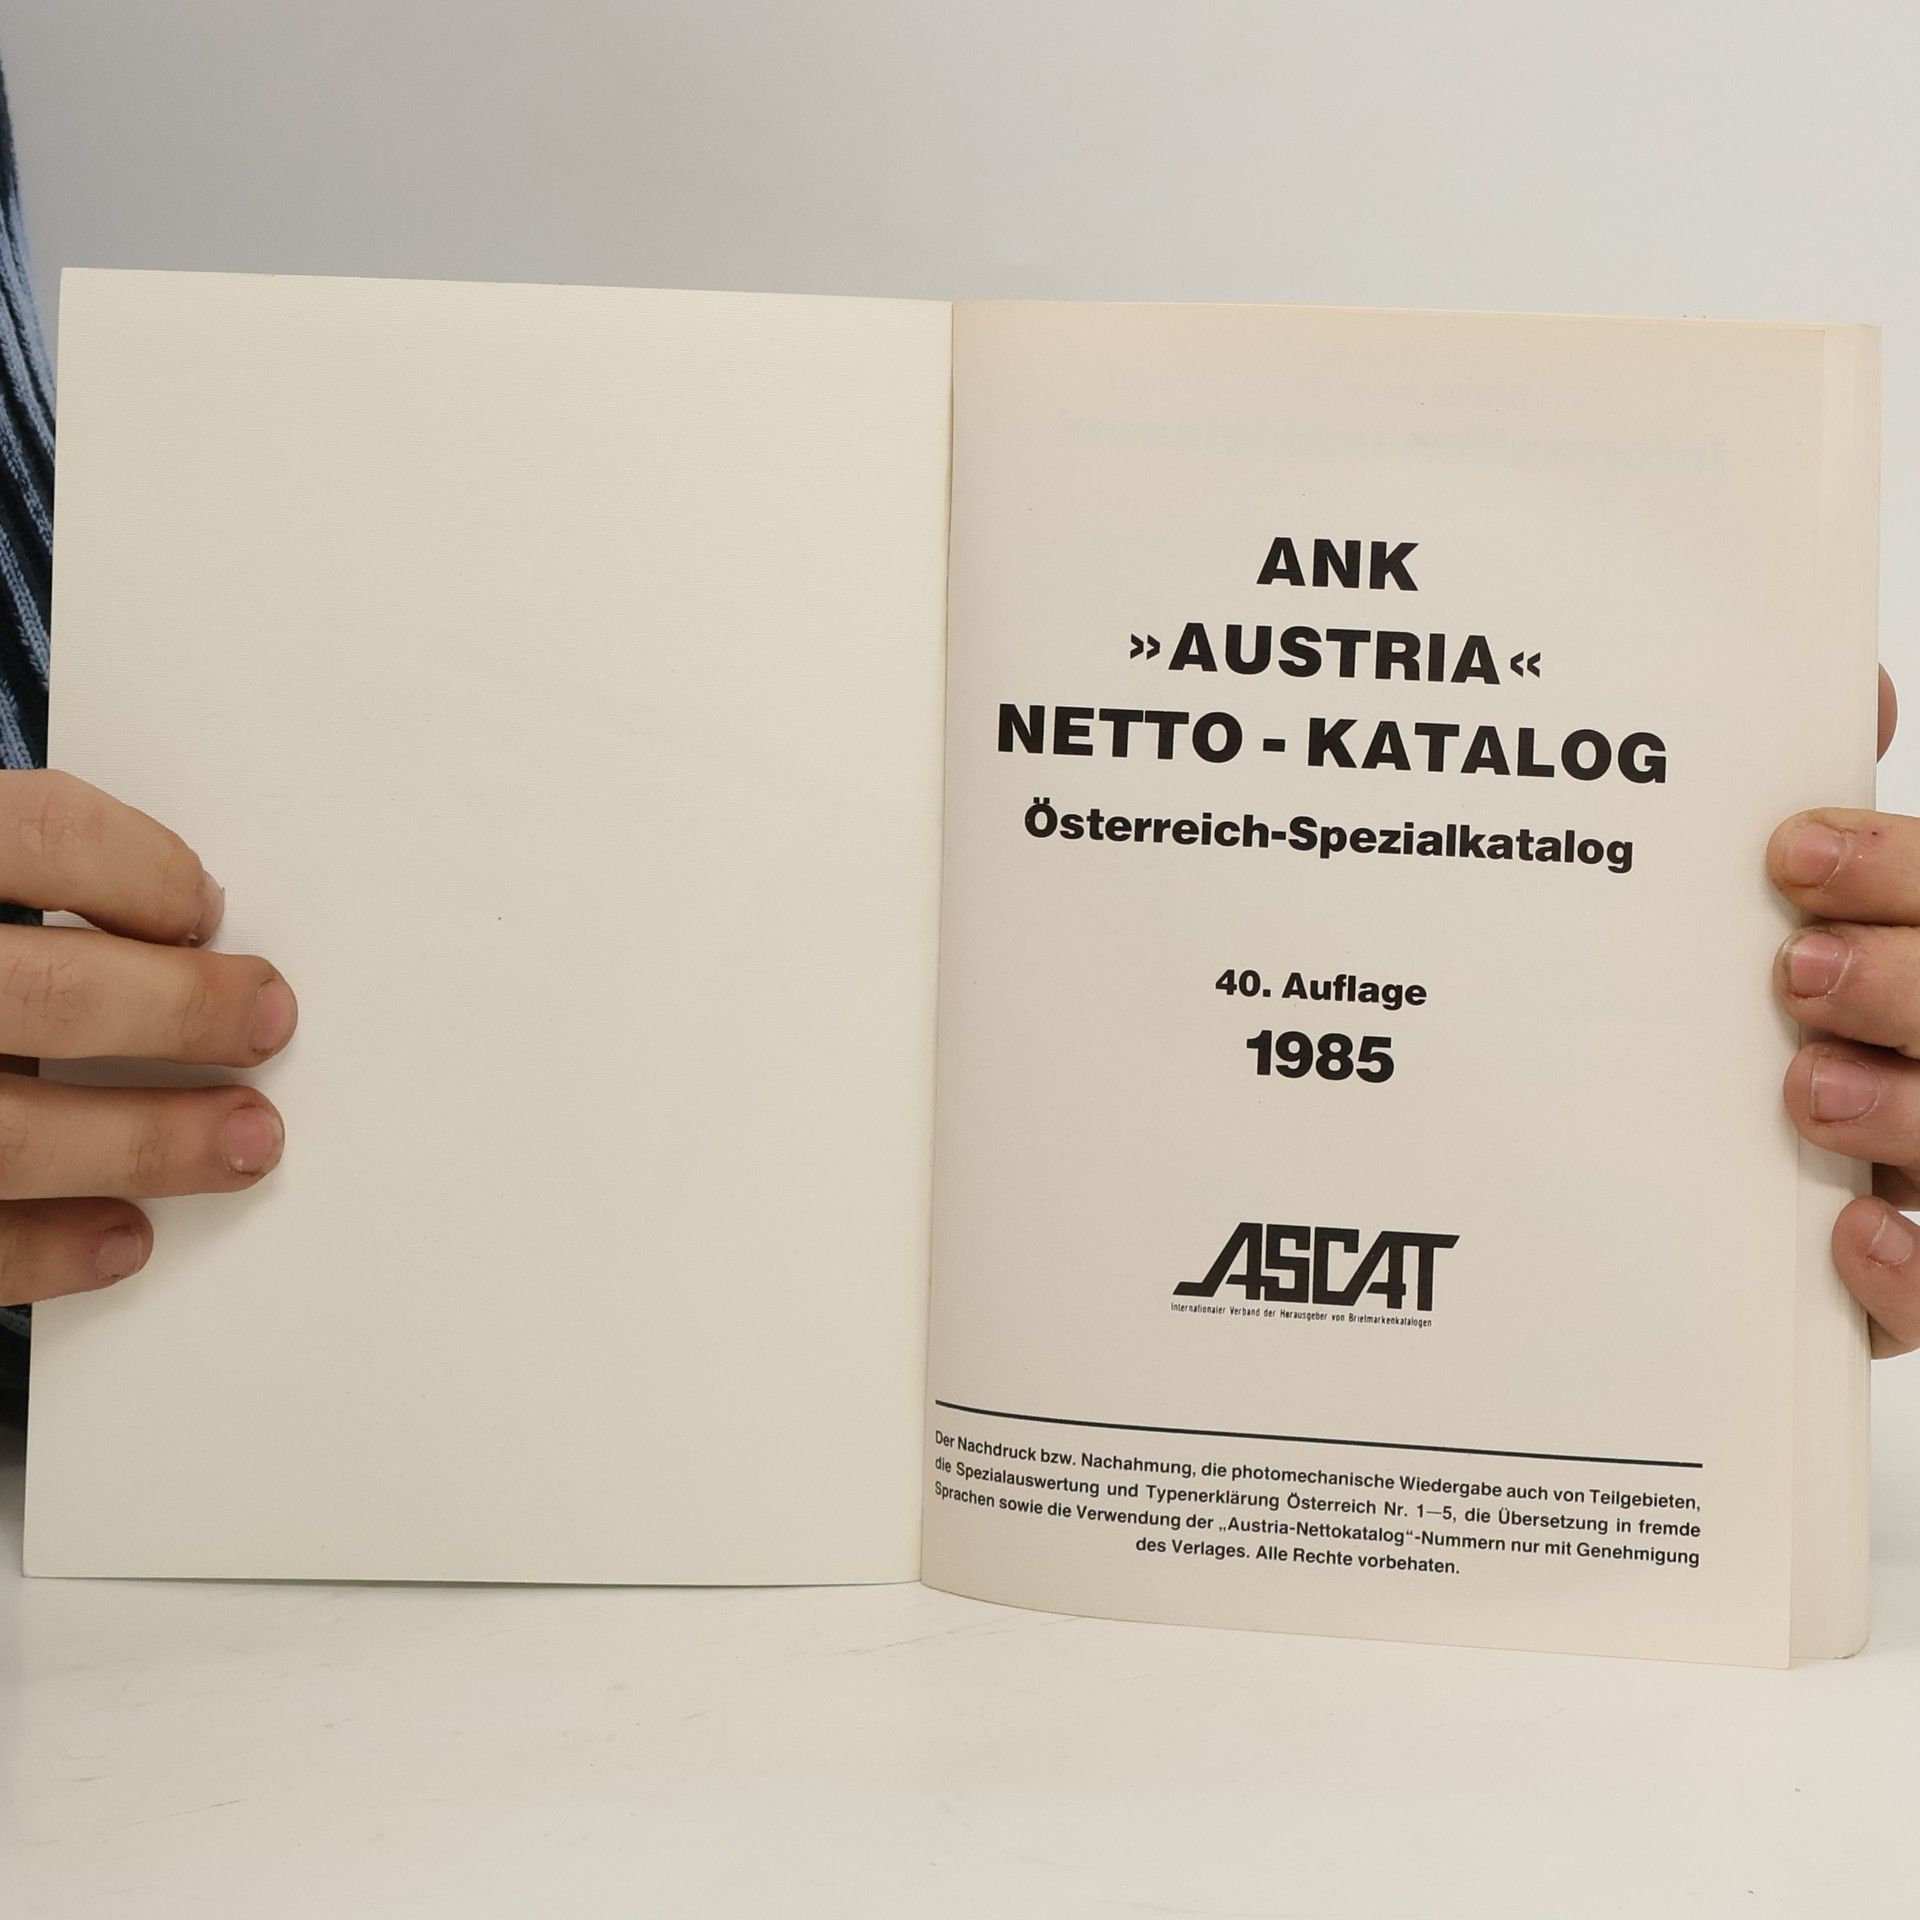 ANK
»AUSTRIA«
NETTO - KATALOG
Österreich-Spezialkatalog
40. Auflage
1985
ASCAT
Internationaler Verband der Herausgeber von Briefmarkenkatalogen
Der Nachdruck bzw. Nachahmung, die photomechanische Wiedergabe auch von Teilgebieten,
die Spezialauswertung und Typenerklärung Österreich Nr. 1—5, die Übersetzung in fremde
Sprachen sowie die Verwendung der „Austria-Nettokatalog“-Nummern nur mit Genehmigung
des Verlages. Alle Rechte vorbehaten.